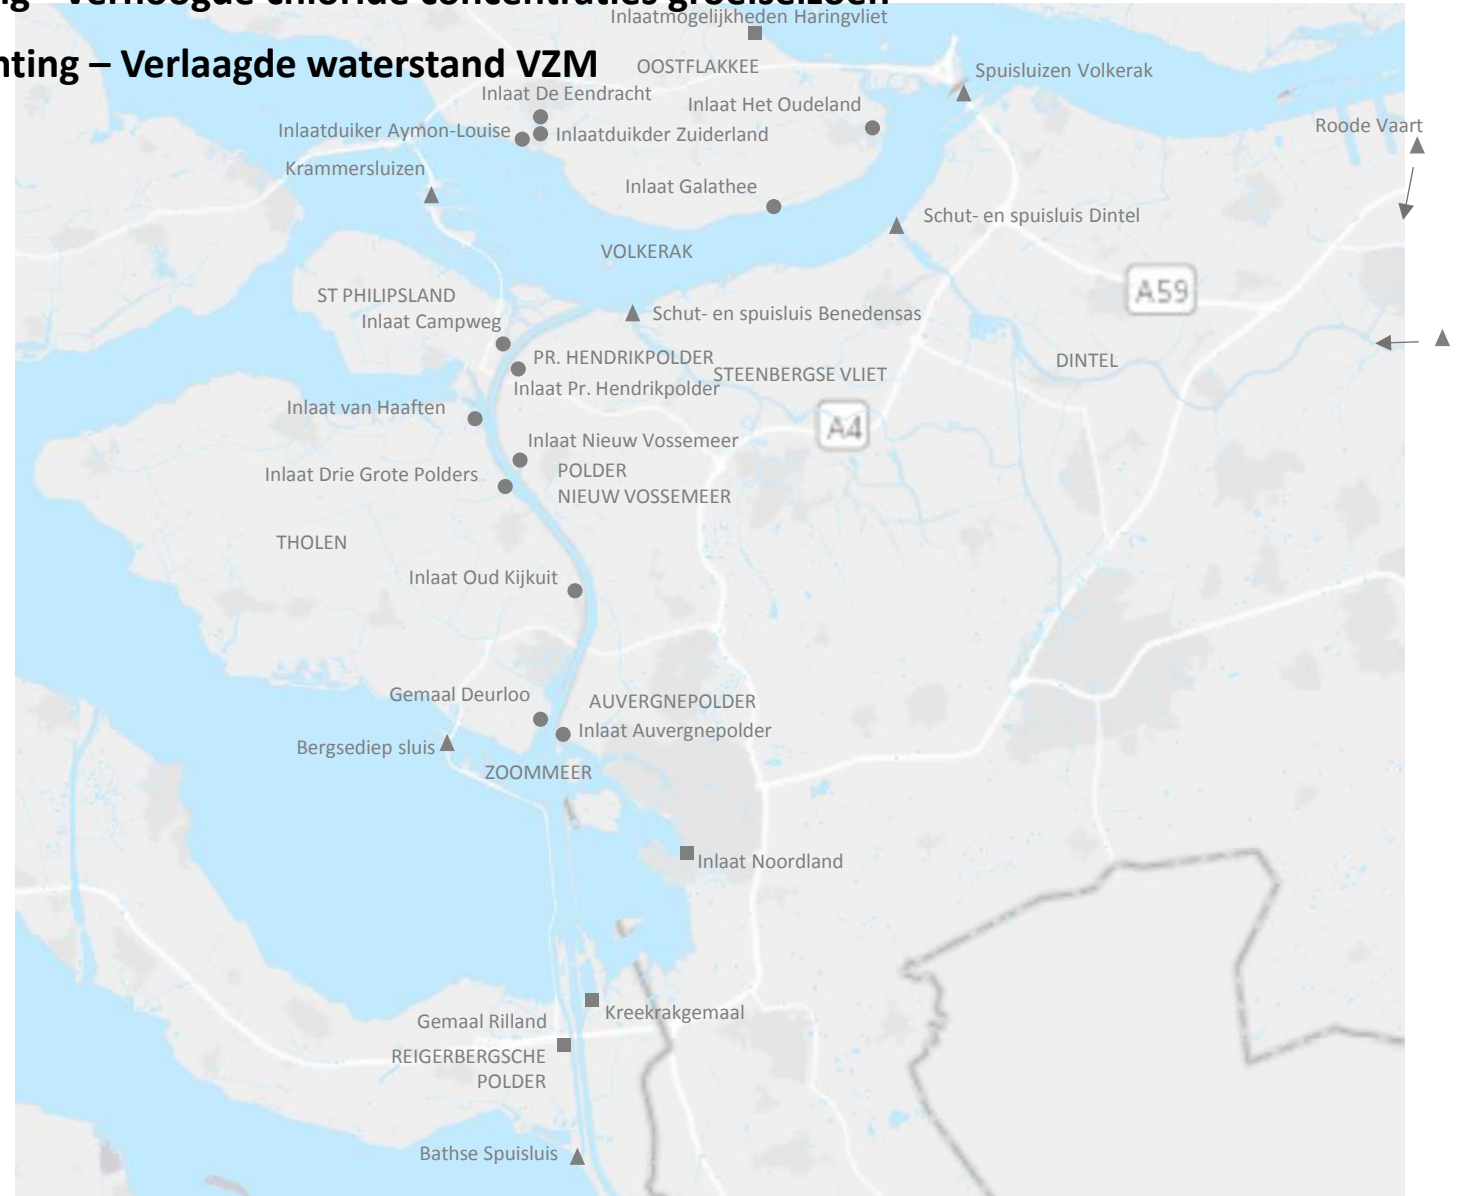 Verhoogde chloride concentraties groeiseizoen
Inlaatmogelijkheden Haringvliet
– Verlaagde waterstand VZM
OOSTFLAKKEE
Spuisluizen Volkerak
Inlaat De Eendracht
Inlaat Het Oudeland
Roode Vaart
Inlaatduiker Aymon-Louise
Inlaatduikder Zuiderland
Krammersluizen
Inlaat Galathee
Schut- en spuisluis Dintel
VOLKERAK
A59
ST PHILIPSLAND
Inlaat Campweg
Schut- en spuisluis Benedensas
PR. HENDRIKPOLDER
DINTEL
STEENBERGSE VLIET
Inlaat Pr. Hendrikpolder
Inlaat van Haaften
A4
Inlaat Nieuw Vossemeer
Inlaat Drie Grote Polders
POLDER
NIEUW VOSSEMEER
THOLEN
Inlaat Oud Kijkuit
Gemaal Deurloo
AUVERGNEPOLDER
Inlaat Auvergnepolder
Bergsediep sluis
ZOOMMEER
Inlaat Noordland
Kreekrakgemaal
Gemaal Rilland
REIGERBERGSCHE
POLDER
Bathse Spuisluis